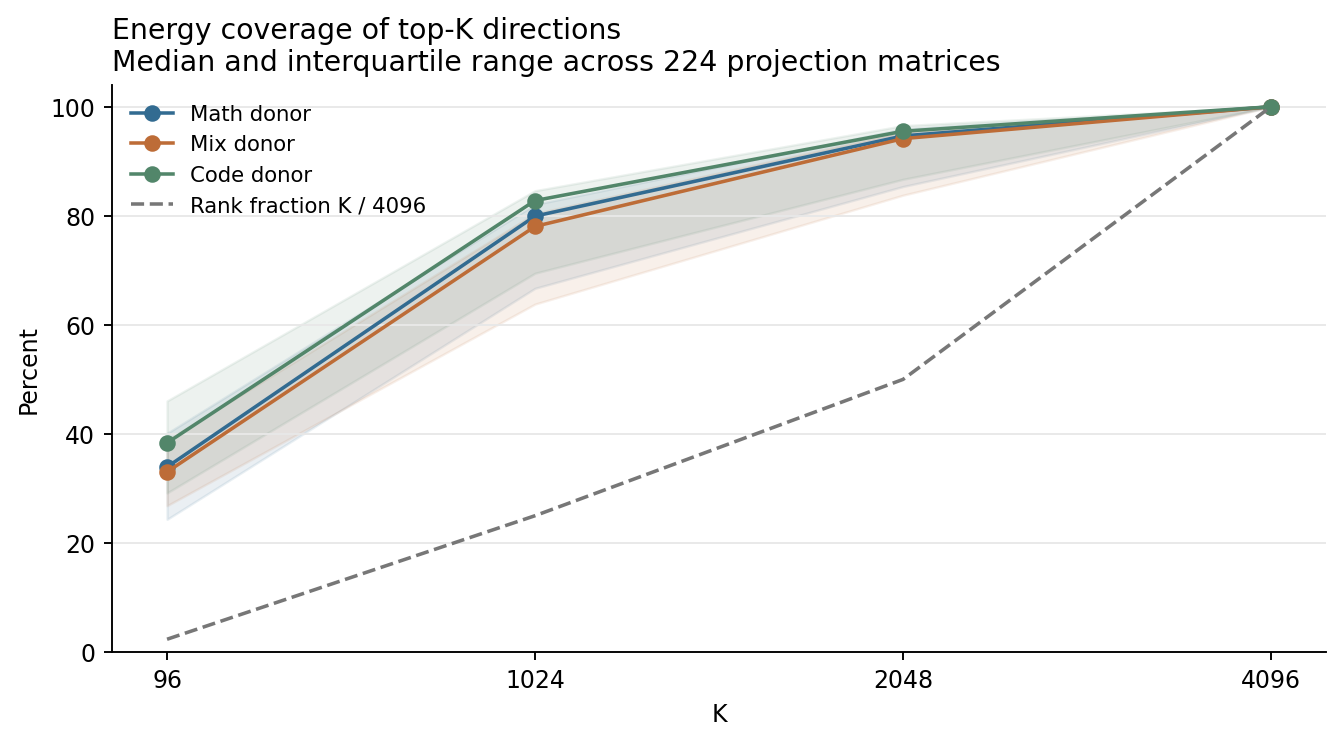 Energy coverage of top-K directions
Median and interquartile range across 224 projection matrices
100
80
60
40
20
0
Percent
Math donor
Mix donor
Code donor
Rank fraction K / 4096
96
1024
2048
4096
K